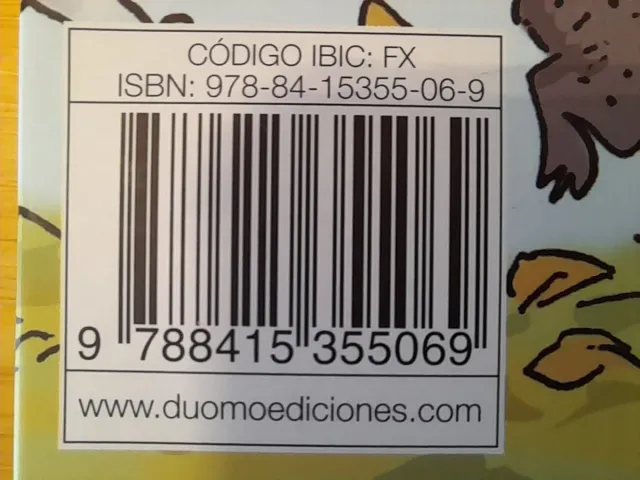 CÓDIGO IBIC: FX
ISBN: 978-84-15355-06-9
9 788415 355069
www.duomoediciones.com